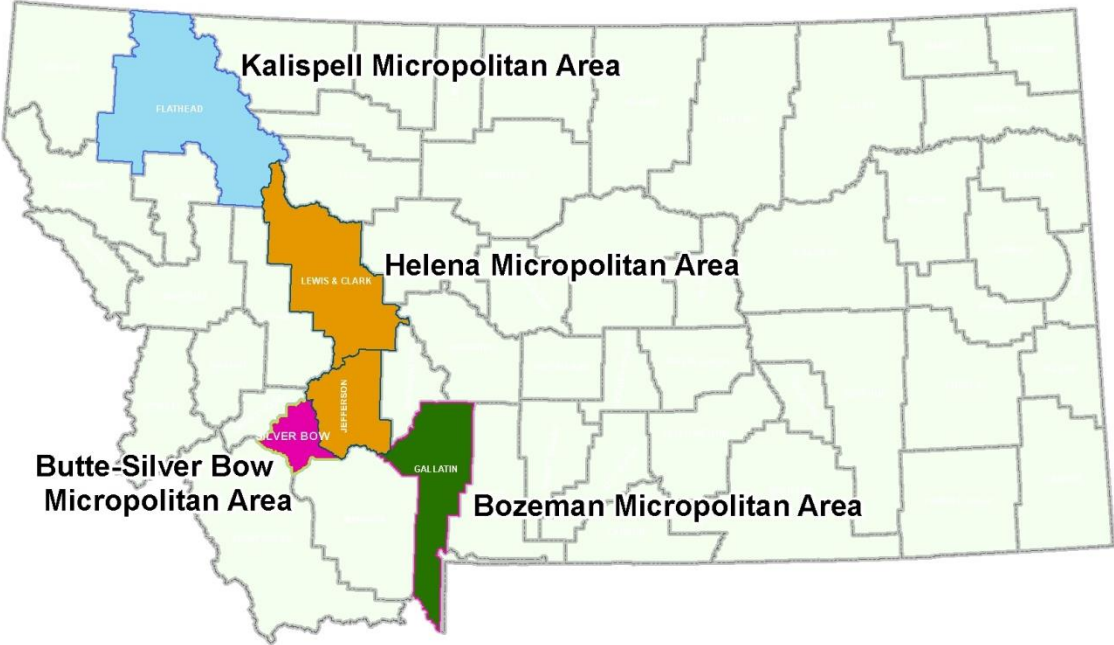 Kalispell Micropolitan Area
FLATHEAD
Helena Micropolitan Area
LEWIS & CLARK
JEFFERSON
SILVER BOW
Butte-Silver Bow
Micropolitan Area
GALLATIN
Bozeman Micropolitan Area